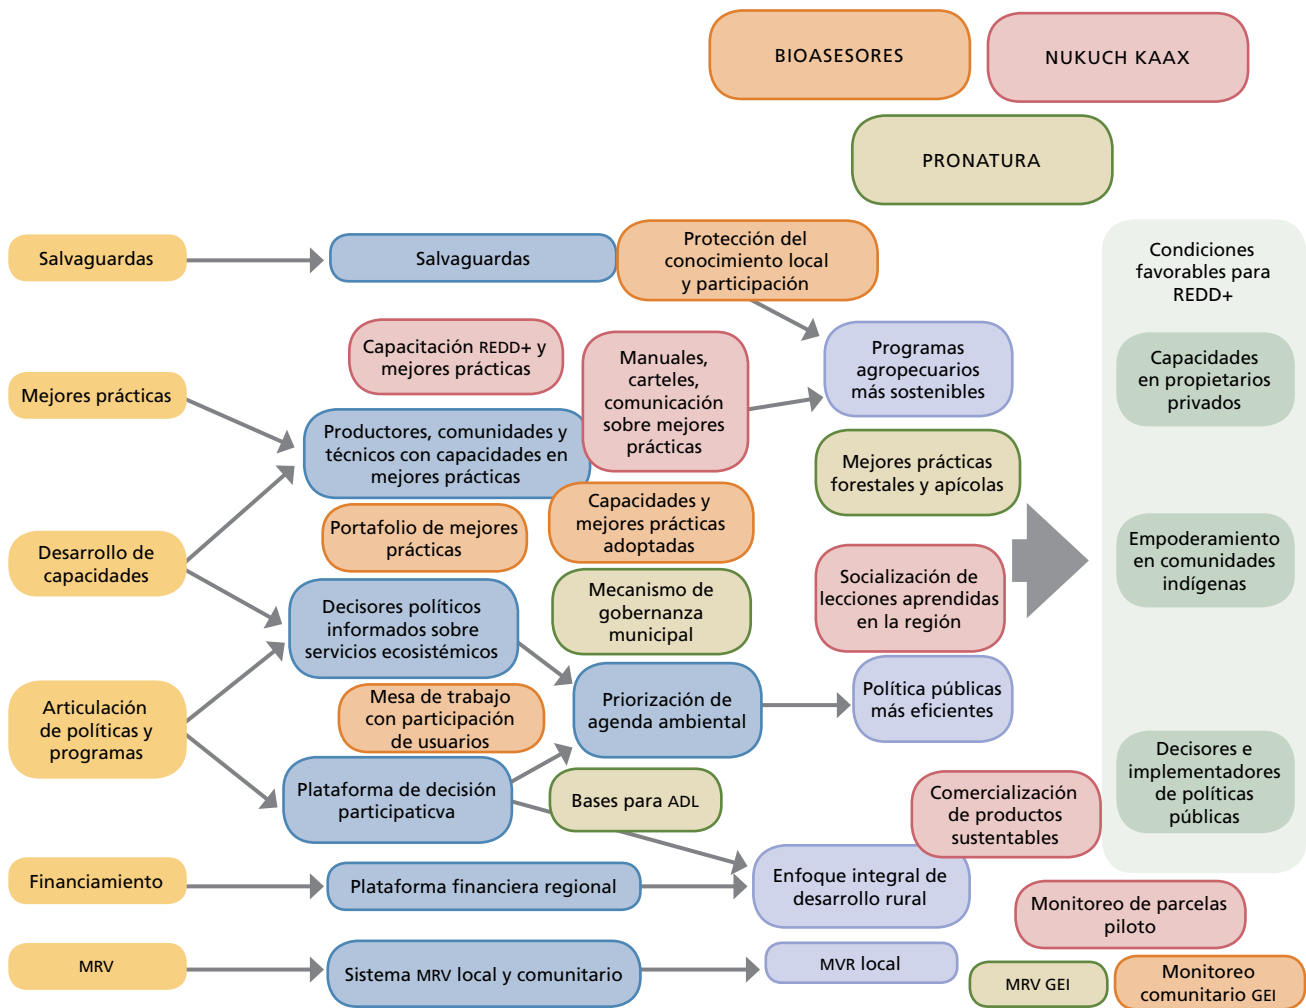 BIOASESORES
NUKUCH KAAX
PRONATURA
Salvaguardas
Salvaguardas
Protección del
conocimiento local
y participación
Condiciones
favorables para
REDD+
Capacitación REDD+ y
mejores prácticas
Manuales,
carteles,
comunicación
sobre mejores
prácticas
Programas
agropecuarios
más sostenibles
Capacidades
en propietarios
privados
Mejores prácticas
Productores, comunidades y
técnicos con capacidades en
mejores prácticas
Mejores prácticas
forestales y apícolas
Portafolio de mejores
prácticas
Capacidades y
mejores prácticas
adoptadas
Desarrollo de
capacidades
Socialización de
lecciones aprendidas
en la región
Empoderamiento
en comunidades
indígenas
Decisores políticos
informados sobre
servicios ecosistémicos
Mecanismo de
gobernanza
municipal
Articulación
de políticas y
programas
Mesa de trabajo
con participación
de usuarios
Priorización de
agenda ambiental
Política públicas
más eficientes
Plataforma de decisión
participaticva
Bases para ADL
Comercialización
de productos
sustentables
Decisores e
implementadores
de políticas
públicas
Financiamiento
Plataforma financiera regional
Enfoque integral de
desarrollo rural
Monitoreo de parcelas
piloto
MRV
Sistema MRV local y comunitario
MVR local
MRV GEI
Monitoreo
comunitario GEI